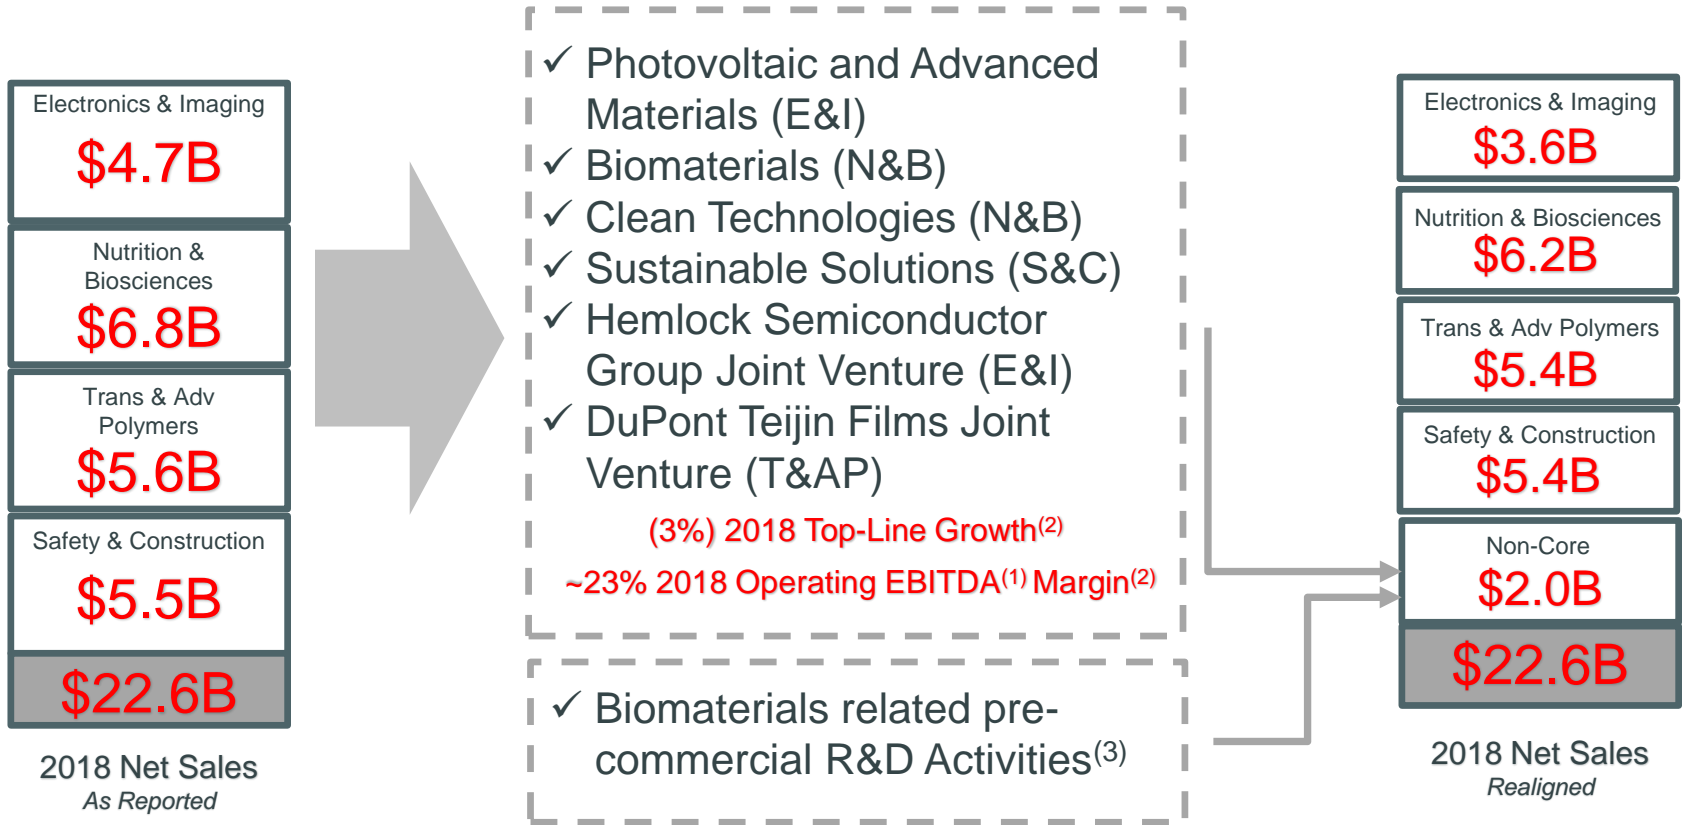 Electronics & Imaging
$4.7B
Nutrition &
Biosciences
$6.8B
Trans & Adv
Polymers
$5.6B
Safety & Construction
$5.5B
$22.6B
2018 Net Sales
As Reported
✓ Photovoltaic and Advanced
Materials (E&I)
✓ Biomaterials (N&B)
✓ Clean Technologies (N&B)
✓ Sustainable Solutions (S&C)
✓ Hemlock Semiconductor
Group Joint Venture (E&I)
✓ DuPont Teijin Films Joint
Venture (T&AP)
(3%) 2018 Top-Line Growth(2)
~23% 2018 Operating EBITDA(1) Margin(2)
✓ Biomaterials related pre-
commercial R&D Activities(3)
Electronics & Imaging
$3.6B
Nutrition & Biosciences
$6.2B
Trans & Adv Polymers
$5.4B
Safety & Construction
$5.4B
Non-Core
$2.0B
$22.6B
2018 Net Sales
Realigned